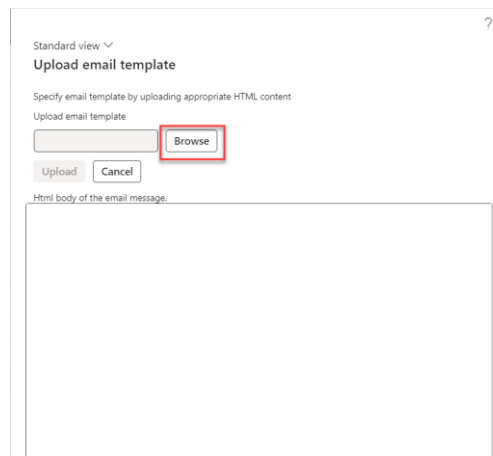 ?
Standard view
Upload email template
Specify email template by uploading appropriate HTML content
Upload email template
Browse
Upload Cancel
Html body of the email message.